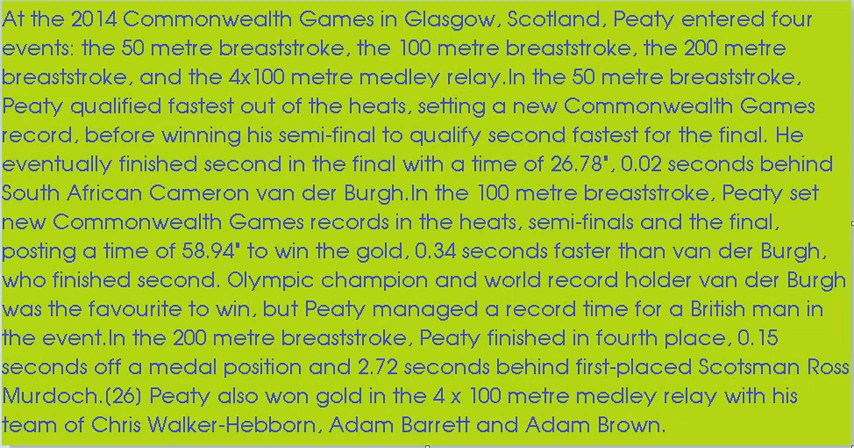 At the 2014 Commonwealth Games in Glasgow, Scotland, Peaty entered four
events: the 50 metre breaststroke, the 100 metre breaststroke, the 200 metre
breaststroke, and the 4x100 metre medley relay.In the 50 metre breaststroke,
Peaty qualified fastest out of the heats, setting a new Commonwealth Games
record, before winning his semi-final to qualify second fastest for the final. He
eventually finished second in the final with a time of 26.78", 0.02 seconds behind
South African Cameron van der Burgh.In the 100 metre breaststroke, Peaty set
new Commonwealth Games records in the heats, semi-finals and the final,
posting a time of 58.94" to win the gold, 0.34 seconds faster than van der Burgh,
who finished second. Olympic champion and world record holder van der Burgh
was the favourite to win, but Peaty managed a record time for a British man in
the event.In the 200 metre breaststroke, Peaty finished in fourth place, 0.15
seconds off a medal position and 2.72 seconds behind first-placed Scotsman Ross
Murdoch.[26] Peaty also won gold in the 4 x 100 metre medley relay with his
team of Chris Walker-Hebborn, Adam Barrett and Adam Brown.